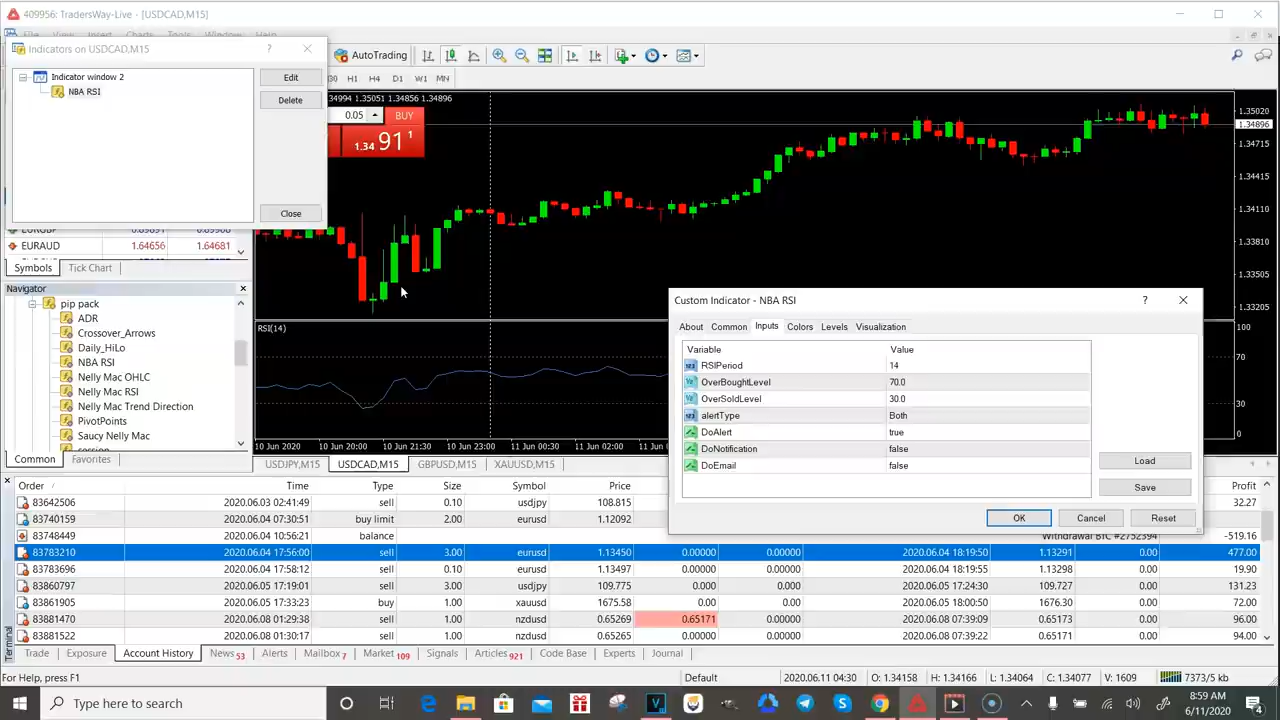 409956: TradersWay-Live - [USDCAD,M15]
File View Insert Charts Tools Window Help
Indicators on USDCAD,M15 ? 
AutoTrading
Indicator window 2
NBA RSI
Edit
Delete
Close
30 H1 H4 D1 W1 MN
.34994 1.35051 1.34856 1.34896
0.05 BUY
1.34 91 1
1.35020
1.34896
1.34715
1.34415
1.34110
1.33810
1.33505
1.33205
EURAUD 1.64656 1.64681
Symbols Tick Chart
Navigator
pip pack
ADR
Crossover_Arrows
Daily_HiLo
NBA RSI
Nelly Mac OHLC
Nelly Mac RSI
Nelly Mac Trend Direction
PivotPoints
Saucy Nelly Mac
session
Common Favorites
RSI(14)
100
70
30
0
10 Jun 2020 10 Jun 20:00 10 Jun 21:30 10 Jun 23:00 11 Jun 00:30 11 Jun 02:00 11 Jun
USDJPY,M15 USDCAD,M15 GBPUSD,M15 XAUUSD,M15
Custom Indicator - NBA RSI ?
About Common Inputs Colors Levels Visualization
Variable Value
RSIPeriod 14
OverBoughtLevel 70.0
OverSoldLevel 30.0
alertType Both
DoAlert true
DoNotification false
DoEmail false
Load
Save
OK Cancel Reset
Order / Time Type Size Symbol Price Profit
83642506 2020.06.03 02:41:49 sell 0.10 usdjpy 108.815 32.27
83740159 2020.06.04 07:30:51 buy limit 2.00 eurusd 1.12092
83748449 2020.06.04 10:56:21 balance Withdrawal BTC #2752394 -519.16
83783210 2020.06.04 17:56:00 sell 3.00 eurusd 1.13450 0.00000 0.00000 2020.06.04 18:19:50 1.13291 0.00 477.00
83783696 2020.06.04 17:58:12 sell 0.10 eurusd 1.13497 0.00000 0.00000 2020.06.04 18:19:55 1.13298 0.00 19.90
83860797 2020.06.05 17:19:01 sell 3.00 usdjpy 109.775 0.000 0.000 2020.06.05 17:24:30 109.727 0.00 131.23
83861905 2020.06.05 17:33:23 buy 1.00 xauusd 1675.58 0.00 0.00 2020.06.05 18:00:50 1676.30 0.00 72.00
83881470 2020.06.08 01:29:38 sell 1.00 nzdusd 0.65269 0.65171 0.00000 2020.06.08 07:39:09 0.65173 0.00 96.00
83881522 2020.06.08 01:30:17 sell 1.00 nzdusd 0.65265 0.00000 0.00000 2020.06.08 07:39:22 0.65171 0.00 94.00
Terminal
Trade Exposure Account History News 53 Alerts Mailbox 7 Market 109 Signals Articles 921 Code Base Experts Journal
For Help, press F1 Default 2020.06.11 04:30 O: 1.34158 H: 1.34166 L: 1.34064 C: 1.34077 V: 1609 7373/5 kb
Type here to search
8:59 AM
6/11/2020